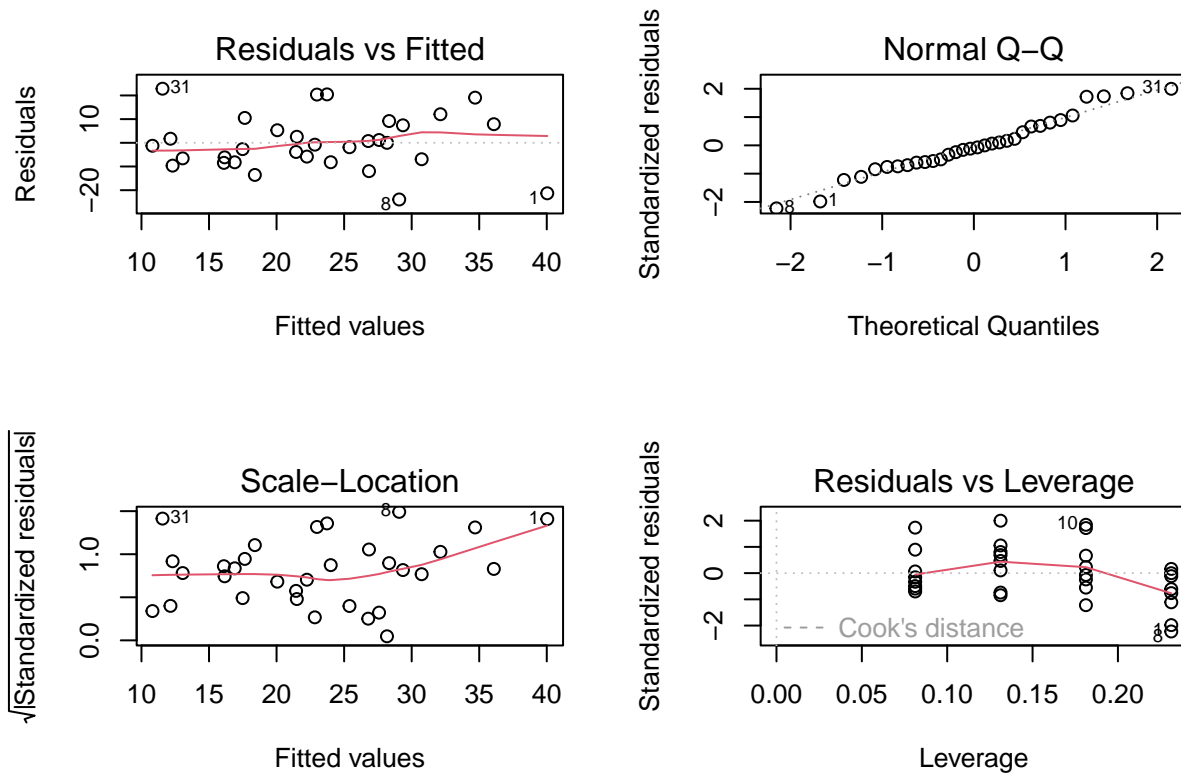 Residuals vs Fitted
Residuals
10
−20
31
8
1
10 15 20 25 30 35 40
Fitted values
Normal Q−Q
Standardized residuals
2
0
−2
31
8
1
−2 −1 0 1 2
Theoretical Quantiles
Scale−Location
√|Standardized residuals|
1.0
0.0
31
8
1
10 15 20 25 30 35 40
Fitted values
Residuals vs Leverage
Standardized residuals
2
0
−2
10
1
8
Cook's distance
0.00 0.05 0.10 0.15 0.20
Leverage